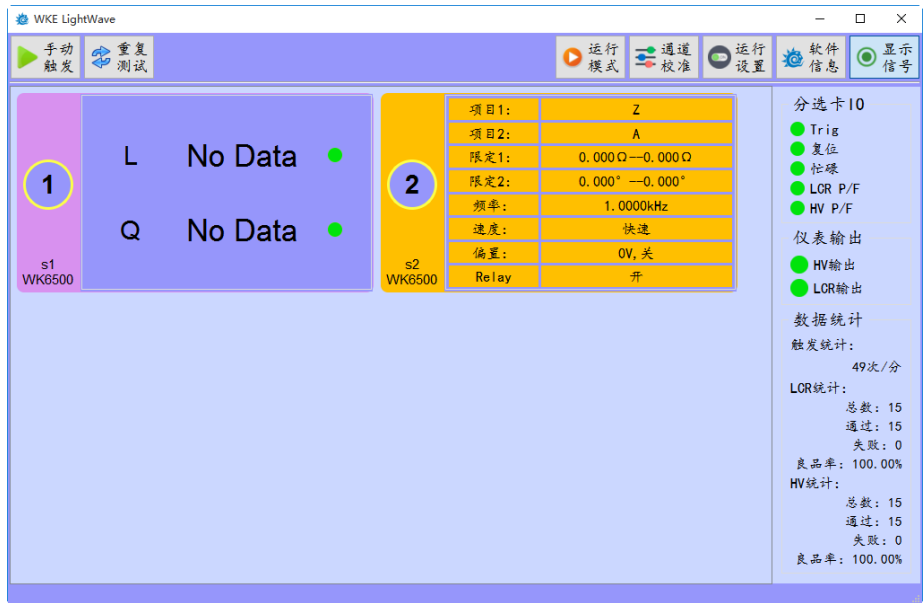 WKE LightWave
手动触发
重复测试
运行模式
通道校准
运行设置
软件信息
显示信号
1
s1
WK6500
L No Data
Q No Data
2
s2
WK6500
项目1: Z
项目2: A
限定1: 0.000Ω--0.000Ω
限定2: 0.000° --0.000°
频率: 1.0000kHz
速度: 快速
偏置: 0V,关
Relay 开
分选卡IO
Trig
复位
忙碌
LCR P/F
HV P/F
仪表输出
HV输出
LCR输出
数据统计
触发统计:
49次/分
LCR统计:
总数: 15
通过: 15
失败: 0
良品率: 100.00%
HV统计:
总数: 15
通过: 15
失败: 0
良品率: 100.00%